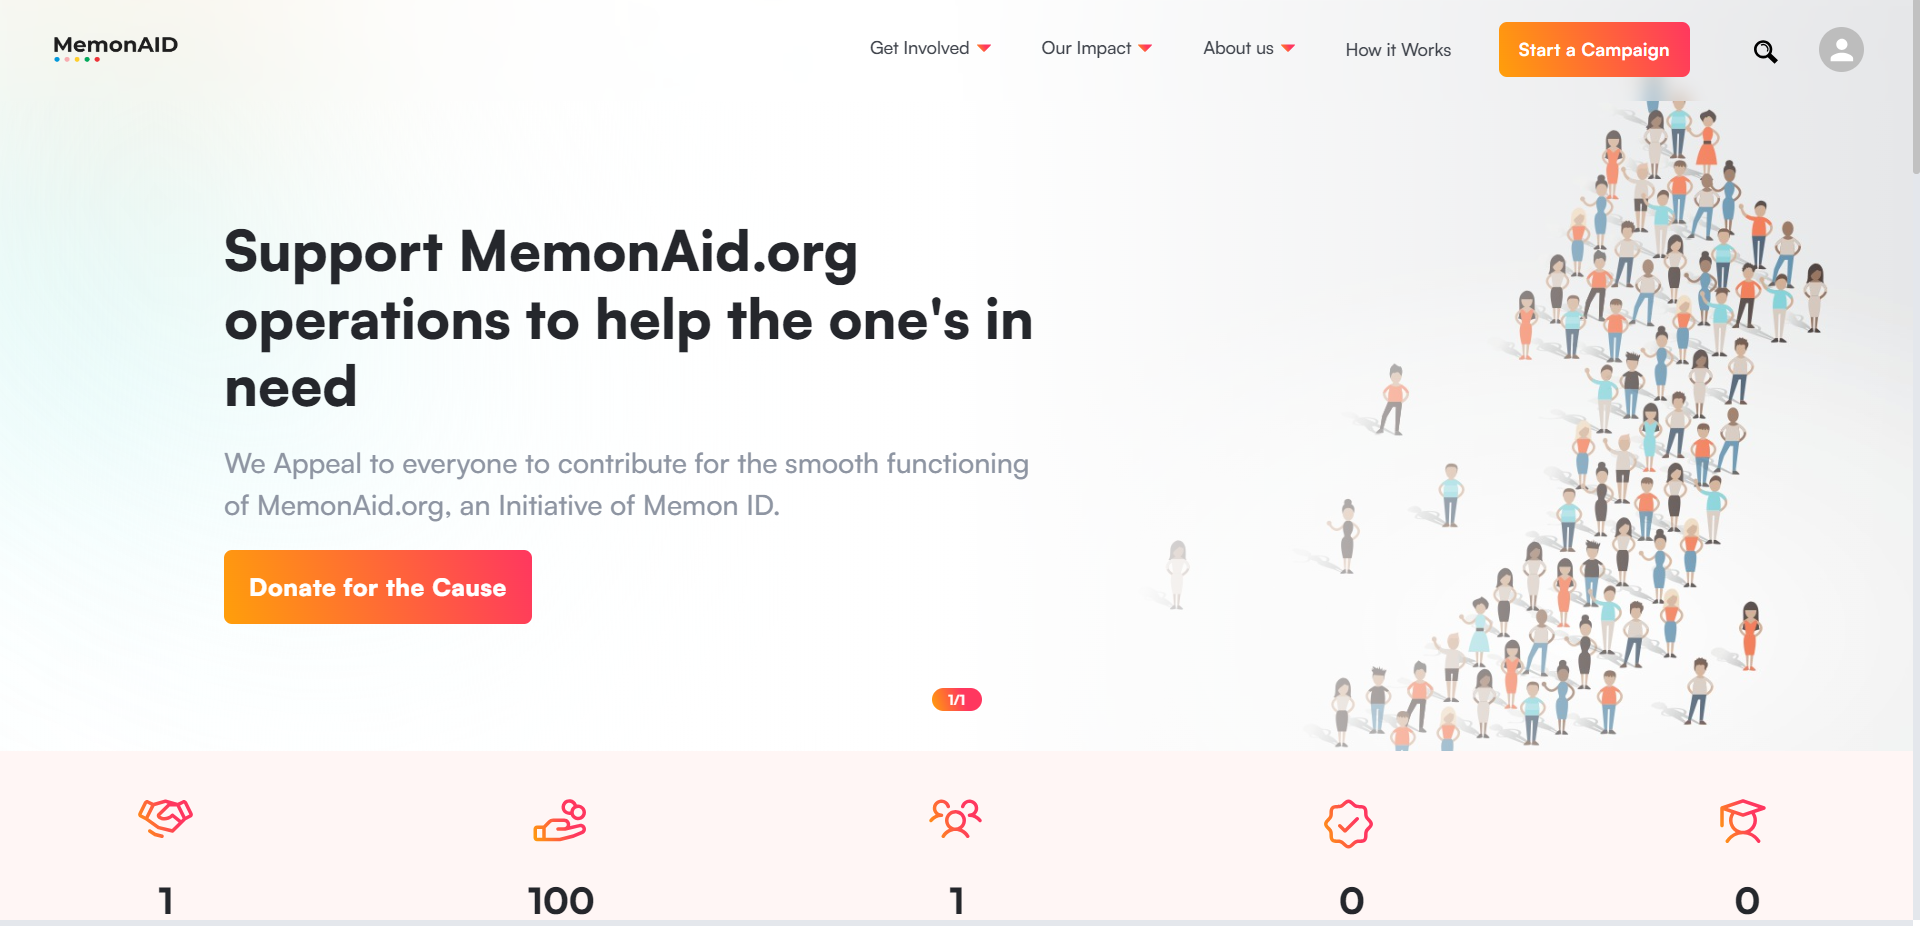 MemonAID
Get Involved
Our Impact
About us
How it Works
Start a Campaign
Support MemonAid.org
operations to help the one's in
need
We Appeal to everyone to contribute for the smooth functioning
of MemonAid.org, an Initiative of Memon ID.
Donate for the Cause
1/1
1
100
1
0
0